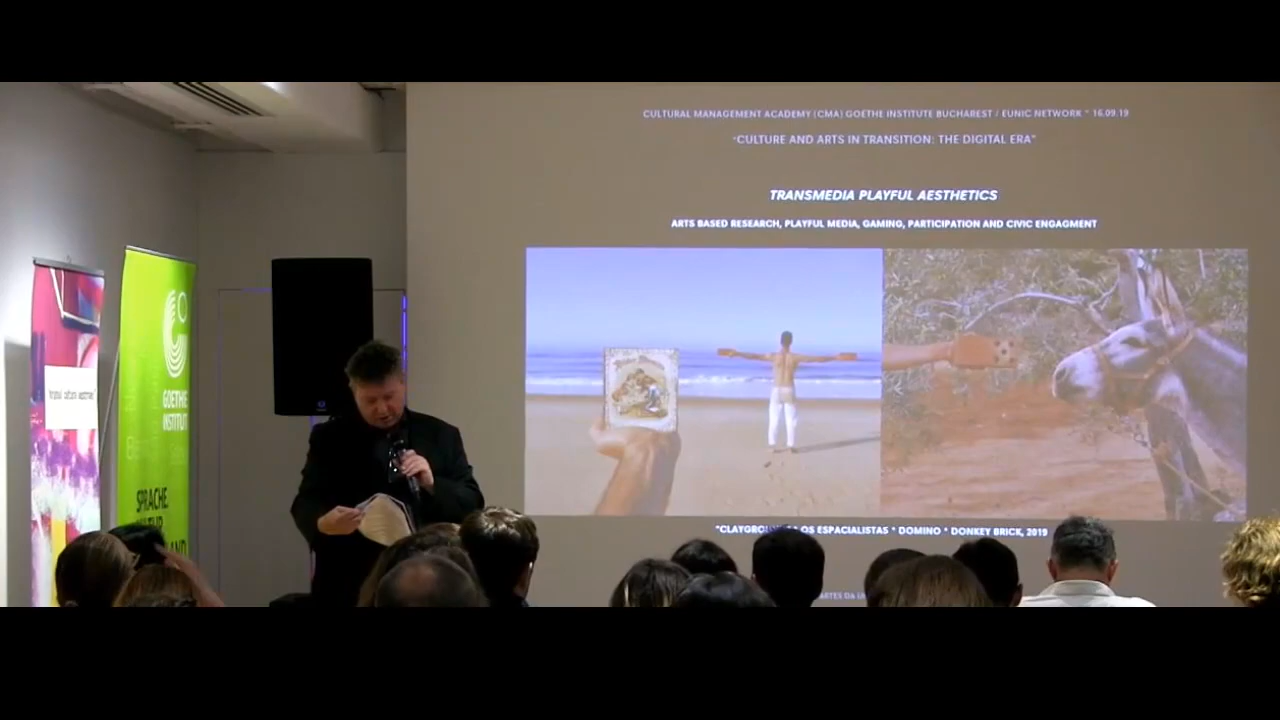 CULTURAL MANAGEMENT ACADEMY (CMA) GOETHE INSTITUTE BUCHAREST / EUNIC NETWORK * 16.09.19
"CULTURE AND ARTS IN TRANSITION: THE DIGITAL ERA"
TRANSMEDIA PLAYFUL AESTHETICS
ARTS BASED RESEARCH, PLAYFUL MEDIA, GAMING, PARTICIPATION AND CIVIC ENGAGMENT
OS ESPACIALISTAS * DOMINO * DONKEY BRICK, 2019
ARTES DA
GOETHE
INSTITUT
SPRACHE.